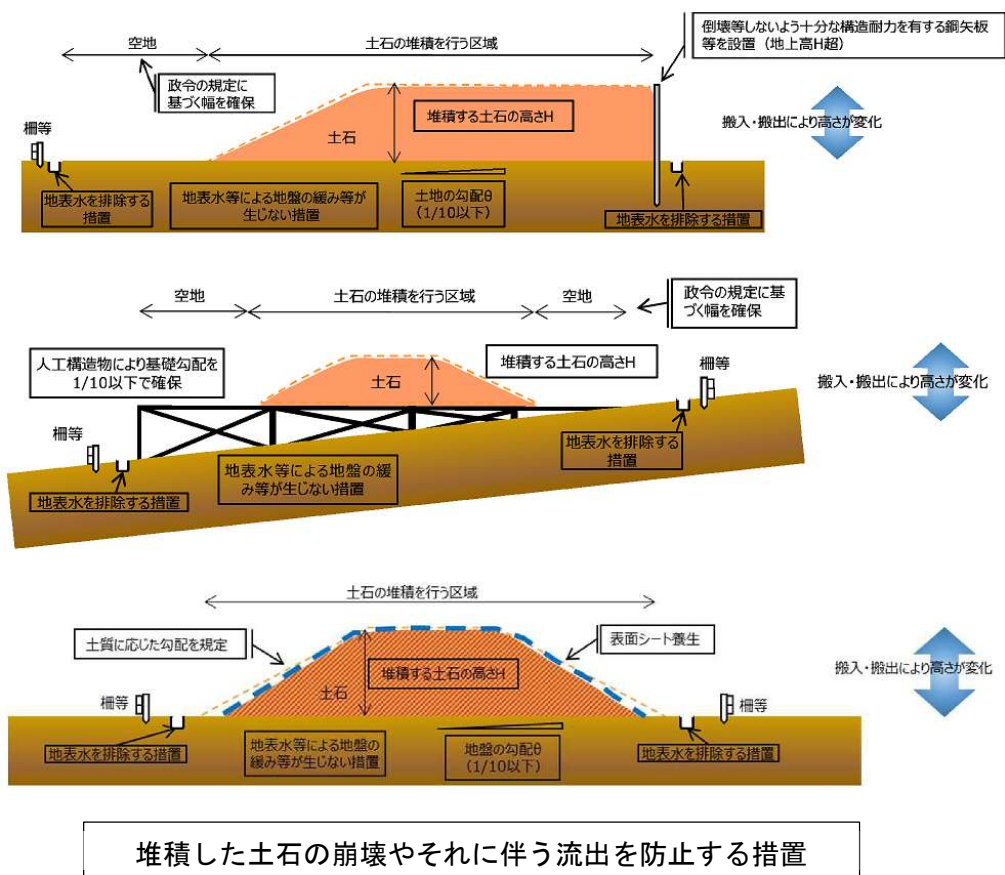 空地
土石の堆積を行う区域
倒壊等しないよう十分な構造耐力を有する鋼矢板
等を設置（地上高H超）
政令の規定に
基づく幅を確保
堆積する土石の高さH
搬入・搬出により高さが変化
柵等
土石
地表水を排除する
措置
地表水等による地盤の緩み等が
生じない措置
土地の勾配θ
（1/10以下）
地表水を排除する措置
空地
土石の堆積を行う区域
空地
政令の規定に基
づく幅を確保
人工構造物により基礎勾配を
1/10以下で確保
堆積する土石の高さH
土石
搬入・搬出により高さが変化
柵等
柵等
地表水を排除する
措置
地表水等による地盤の緩
み等が生じない措置
地表水を排除する措置
土石の堆積を行う区域
土質に応じた勾配を規定
表面シート養生
堆積する土石の高さH
土石
搬入・搬出により高さが変化
柵等
柵等
地表水を排除する措置
地表水等による地盤の
緩み等が生じない措置
地盤の勾配θ
（1/10以下）
地表水を排除する措置
堆積した土石の崩壊やそれに伴う流出を防止する措置